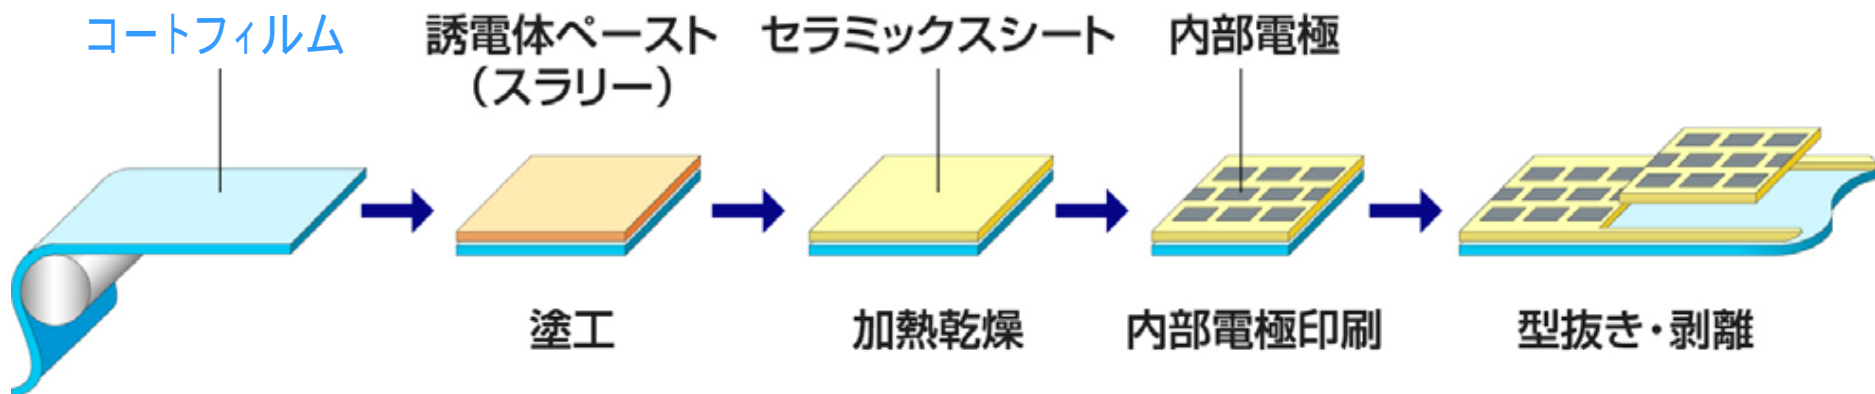 コートフィルム
誘電体ペースト
（スラリー）
セラミックスシート
内部電極
塗工
加熱乾燥
内部電極印刷
型抜き・剥離